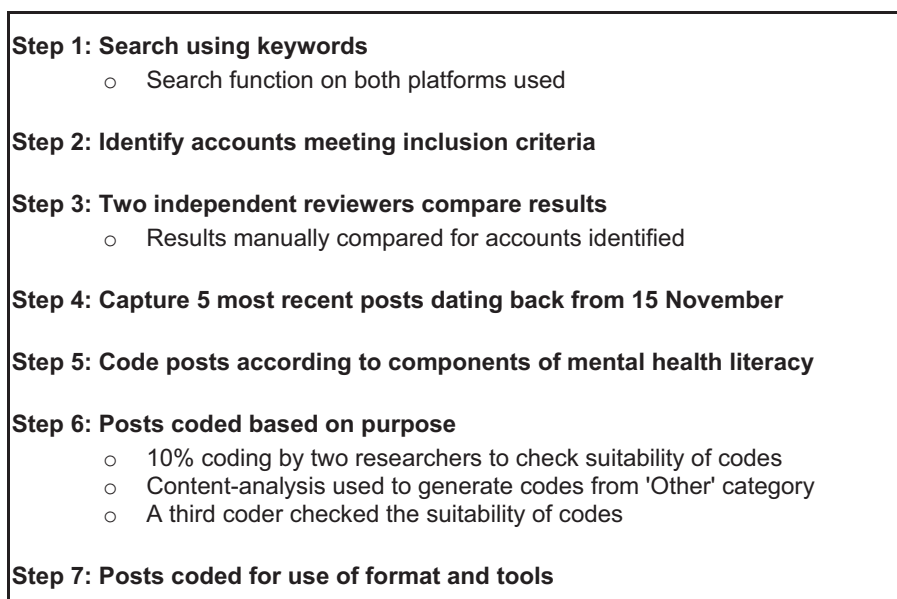 Step 1: Search using keywords
○ Search function on both platforms used
Step 2: Identify accounts meeting inclusion criteria
Step 3: Two independent reviewers compare results
○ Results manually compared for accounts identified
Step 4: Capture 5 most recent posts dating back from 15 November
Step 5: Code posts according to components of mental health literacy
Step 6: Posts coded based on purpose
○ 10% coding by two researchers to check suitability of codes
○ Content-analysis used to generate codes from 'Other' category
○ A third coder checked the suitability of codes
Step 7: Posts coded for use of format and tools